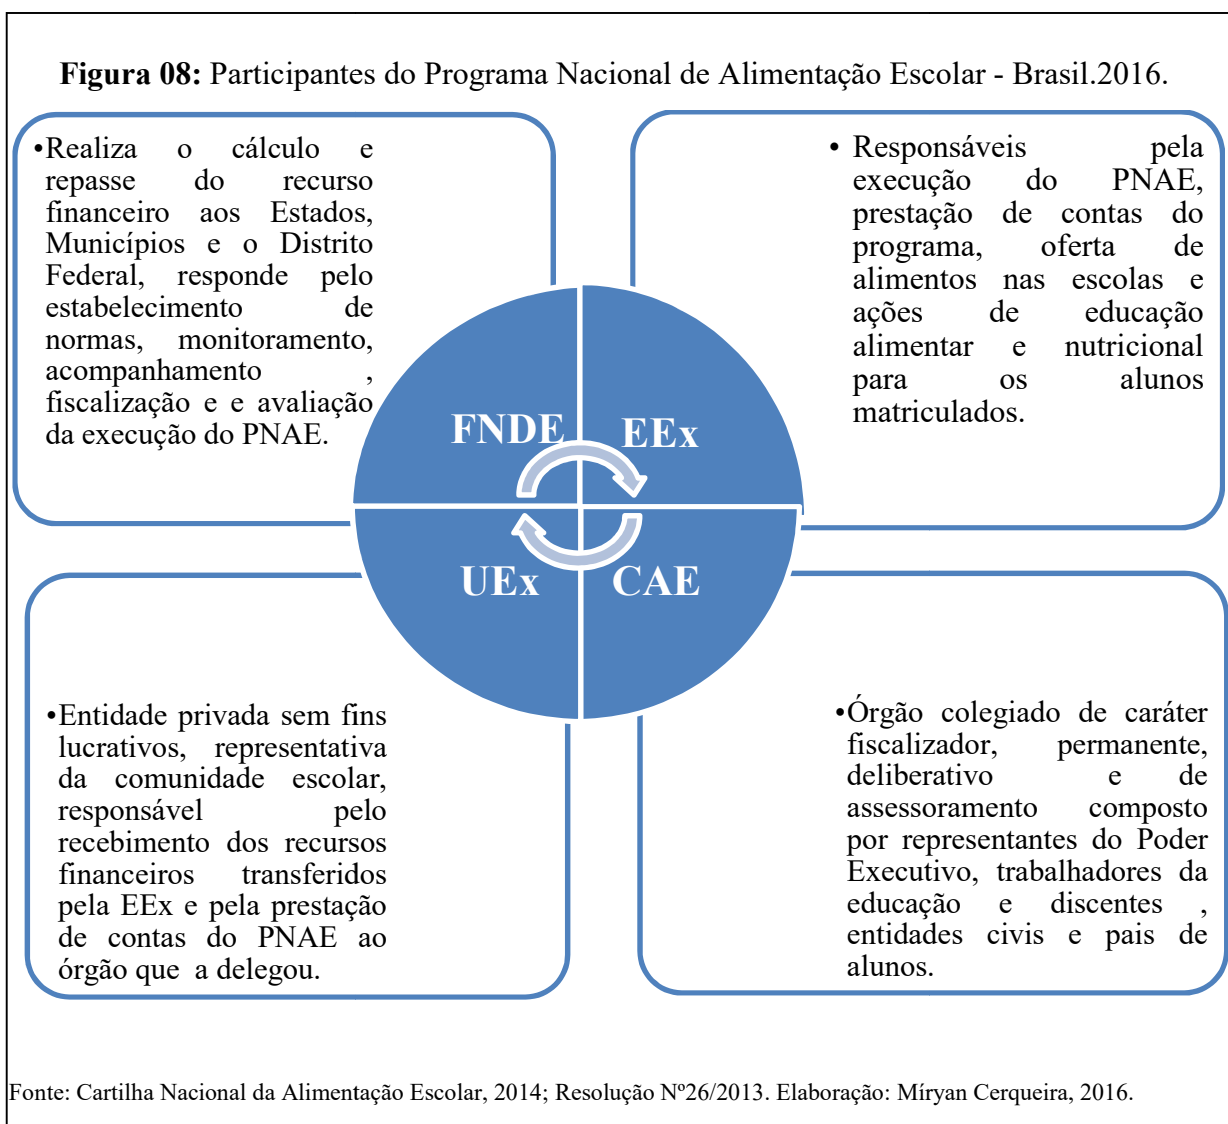 Figura 08: Participantes do Programa Nacional de Alimentação Escolar - Brasil.2016.
•Realiza o cálculo e
repasse do recurso
financeiro aos Estados,
Municípios e o Distrito
Federal, responde pelo
estabelecimento de
normas, monitoramento,
acompanhamento ,
fiscalização e e avaliação
da execução do PNAE.
• Responsáveis pela
execução do PNAE,
prestação de contas do
programa, oferta de
alimentos nas escolas e
ações de educação
alimentar e nutricional
para os alunos
matriculados.
FNDE
EEx
UEx
CAE
•Entidade privada sem fins
lucrativos, representativa
da comunidade escolar,
responsável pelo
recebimento dos recursos
financeiros transferidos
pela EEx e pela prestação
de contas do PNAE ao
órgão que a delegou.
•Órgão colegiado de caráter
fiscalizador, permanente,
deliberativo e de
assessoramento composto
por representantes do Poder
Executivo, trabalhadores da
educação e discentes ,
entidades civis e pais de
alunos.
Fonte: Cartilha Nacional da Alimentação Escolar, 2014; Resolução Nº26/2013. Elaboração: Míryan Cerqueira, 2016.